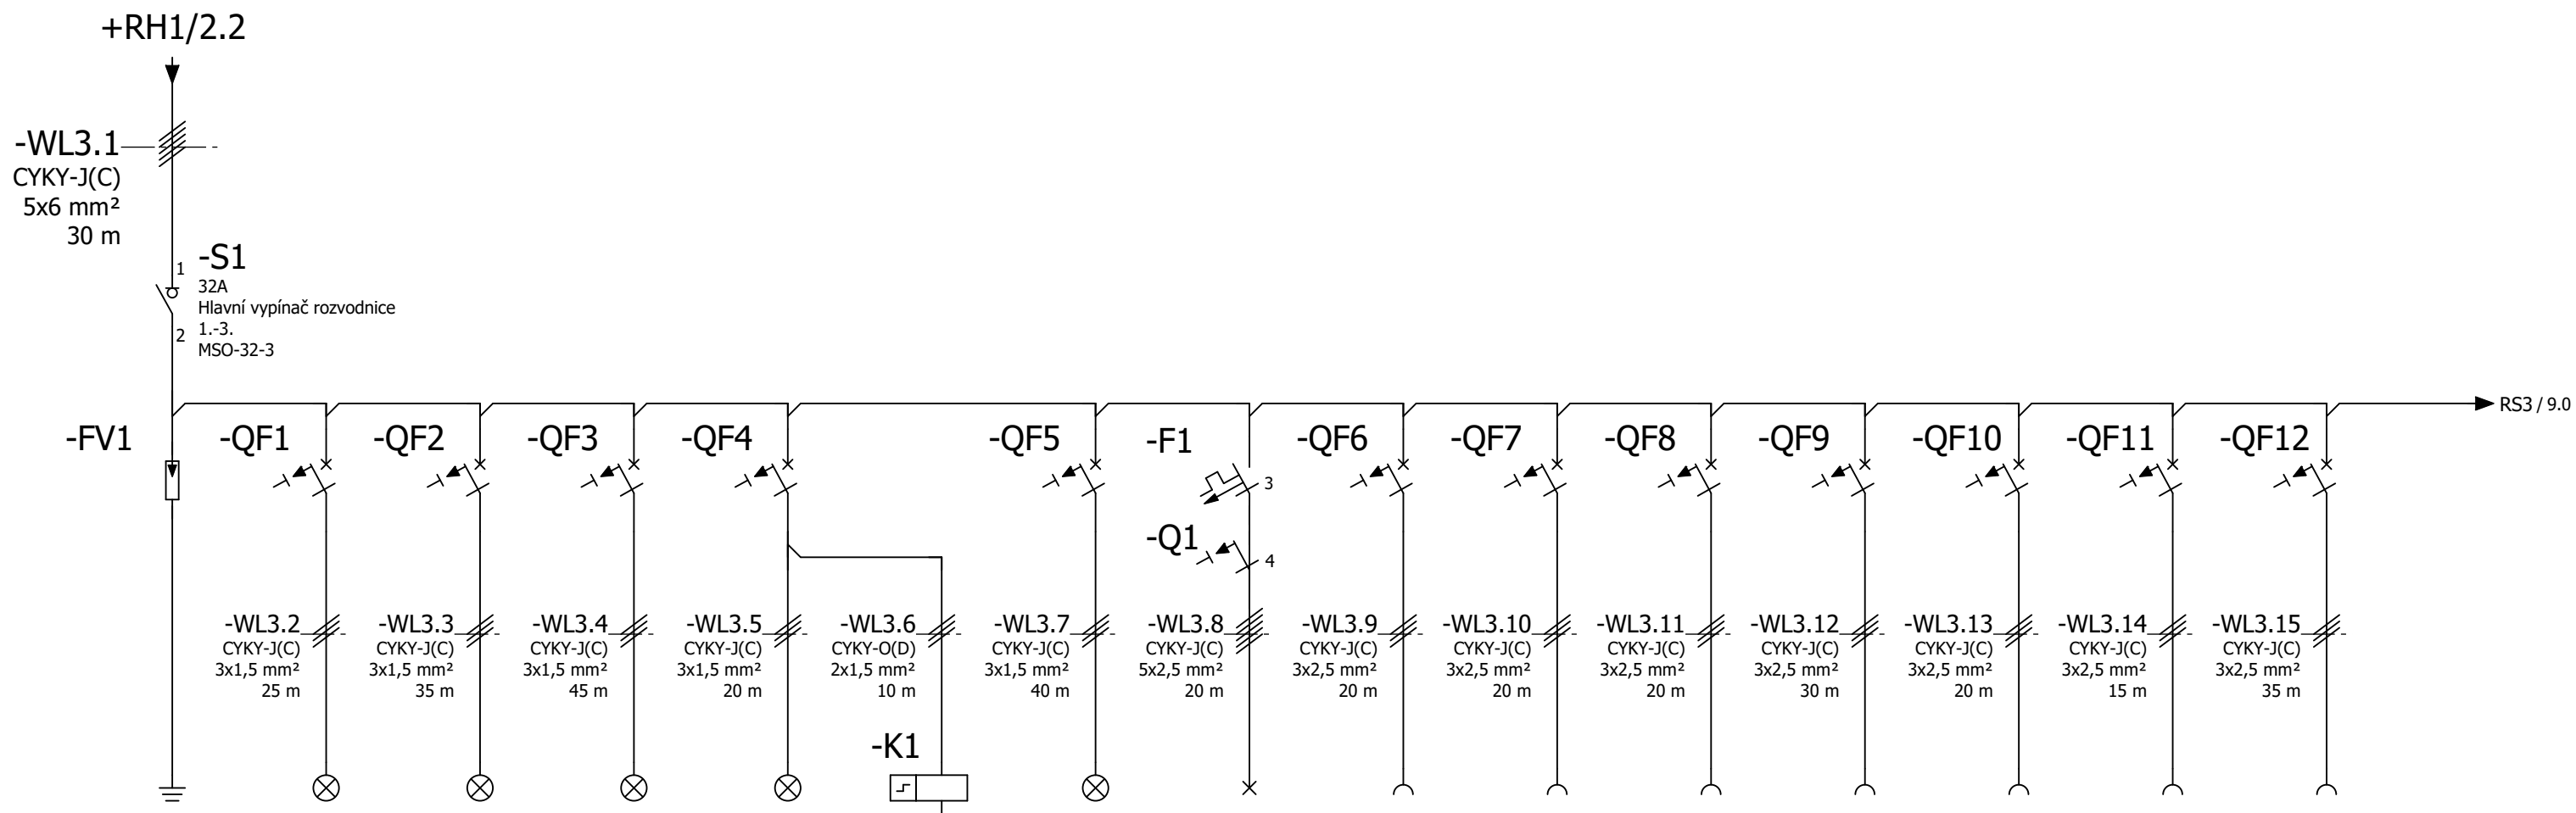 +RH1/2.2
-WL3.1
CYKY-J(C)
5x6 mm²
30 m
1
-S1
32A
Hlavní vypínač rozvodnice
1.-3.
MSO-32-3
2
RS3 / 9.0
-FV1
-QF1
-QF2
-QF3
-QF4
-QF5
-F1
-QF6
-QF7
-QF8
-QF9
-QF10
-QF11
-QF12
3
-Q1
4
-WL3.2
CYKY-J(C)
3x1,5 mm²
25 m
-WL3.3
CYKY-J(C)
3x1,5 mm²
35 m
-WL3.4
CYKY-J(C)
3x1,5 mm²
45 m
-WL3.5
CYKY-J(C)
3x1,5 mm²
20 m
-WL3.6
CYKY-O(D)
2x1,5 mm²
10 m
-WL3.7
CYKY-J(C)
3x1,5 mm²
40 m
-WL3.8
CYKY-J(C)
5x2,5 mm²
20 m
-WL3.9
CYKY-J(C)
3x2,5 mm²
20 m
-WL3.10
CYKY-J(C)
3x2,5 mm²
20 m
-WL3.11
CYKY-J(C)
3x2,5 mm²
20 m
-WL3.12
CYKY-J(C)
3x2,5 mm²
30 m
-WL3.13
CYKY-J(C)
3x2,5 mm²
20 m
-WL3.14
CYKY-J(C)
3x2,5 mm²
15 m
-WL3.15
CYKY-J(C)
3x2,5 mm²
35 m
-K1